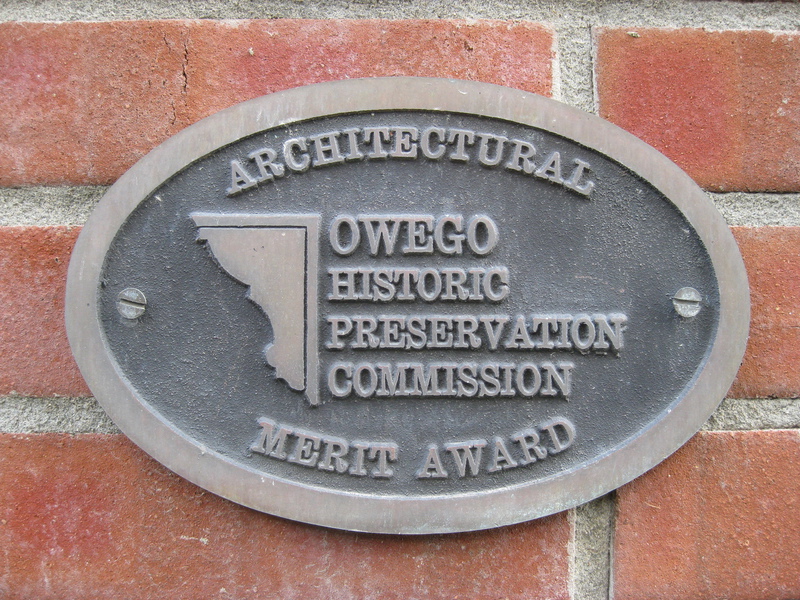 ARCHITECTURAL
OWEGO
HISTORIC
PRESERVATION
COMMISSION
MERIT AWARD